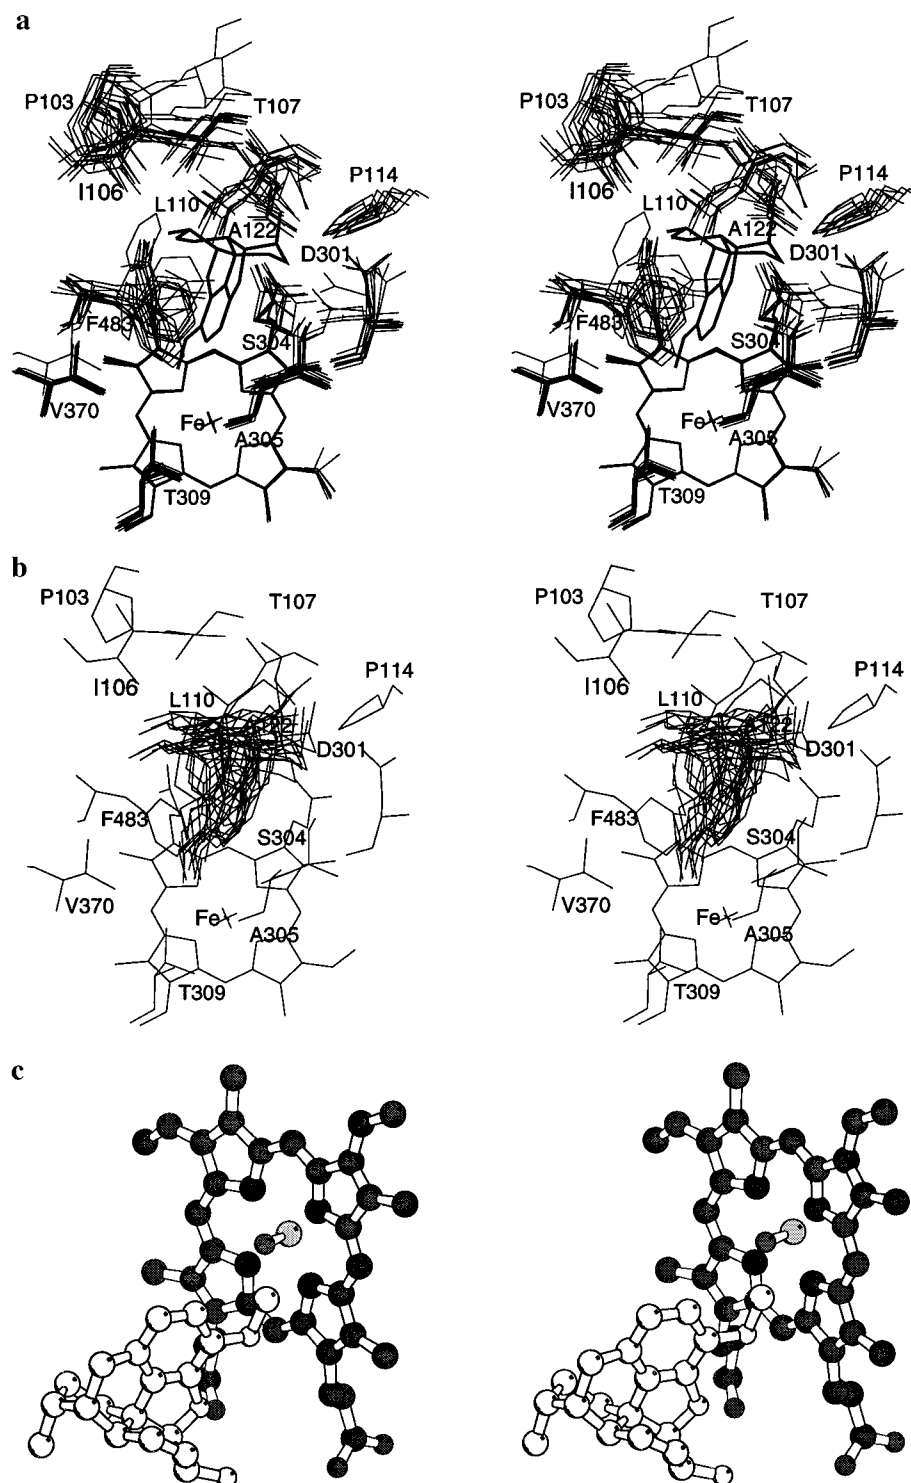 a
P103
T107
I106
P114
L110
A122
D301
F483
S304
V370
Fe
A305
T309
P103
T107
I106
P114
L110
A122
D301
F483
S304
V370
Fe
A305
T309
b
P103
T107
I106
P114
L110
D301
F483
S304
V370
Fe
A305
T309
P103
T107
I106
P114
L110
D301
F483
S304
V370
Fe
A305
T309
c